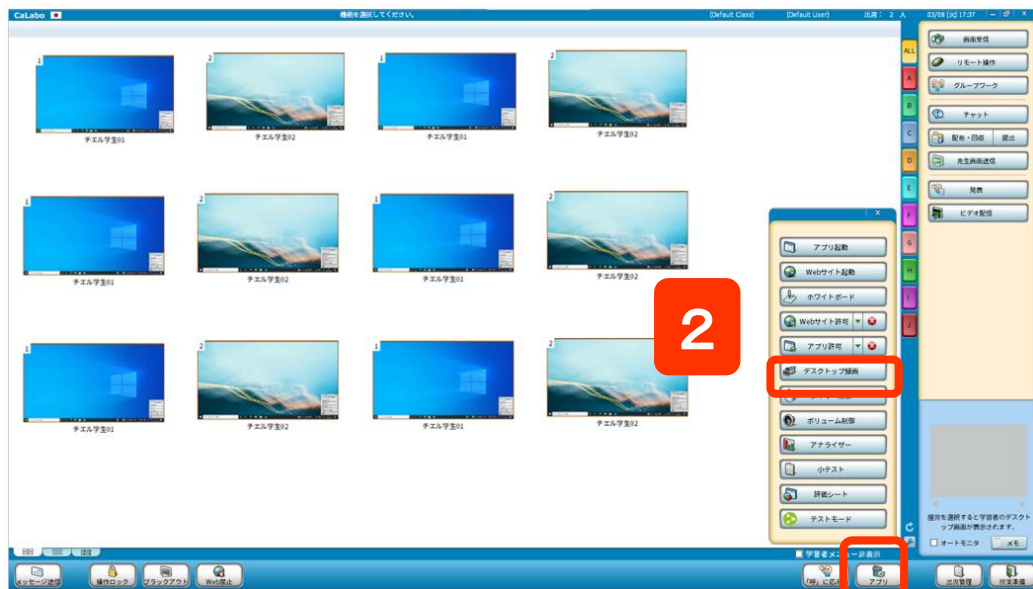 CaLabo
機能を選択してください。
[Default Class]
[Default User]
出席: 2 人
03/08 [火] 17:37
X
1
チエル学生01
2
チエル学生02
1
チエル学生01
2
チエル学生02
1
チエル学生01
2
チエル学生02
1
チエル学生01
2
チエル学生02
1
チエル学生01
2
チエル学生02
1
チエル学生01
2
チエル学生02
ALL
A
B
C
D
E
F
G
H
I
J
画面受信
リモート操作
グループワーク
チャット
配布・回収 提出
先生画面送信
発表
ビデオ配信
X
アプリ起動
Webサイト起動
ホワイトボード
Webサイト許可
アプリ許可
デスクトップ録画
ボリューム制御
アナライザー
小テスト
評価シート
テストモード
2
座席を選択すると学習者のデスクト
ップ画面が表示されます。
オートモニタ
メモ
学習者メニュー非表示
メッセージ送信
操作ロック
ブラックアウト
Web禁止
「呼」に応答
アプリ
出席管理
授業準備